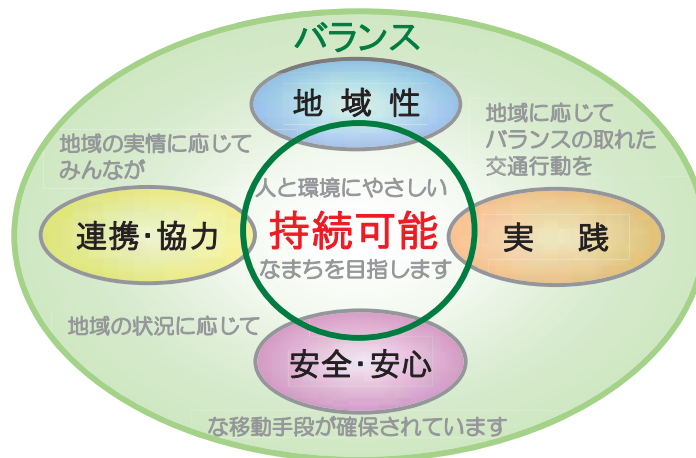 バランス
地 域 性
地域の実情に応じて
みんなが
連携・協力
地域に応じて
バランスの取れた
交通行動を
実 践
人と環境にやさしい
持続可能
なまちを目指します
地域の状況に応じて
安全・安心
な移動手段が確保されています